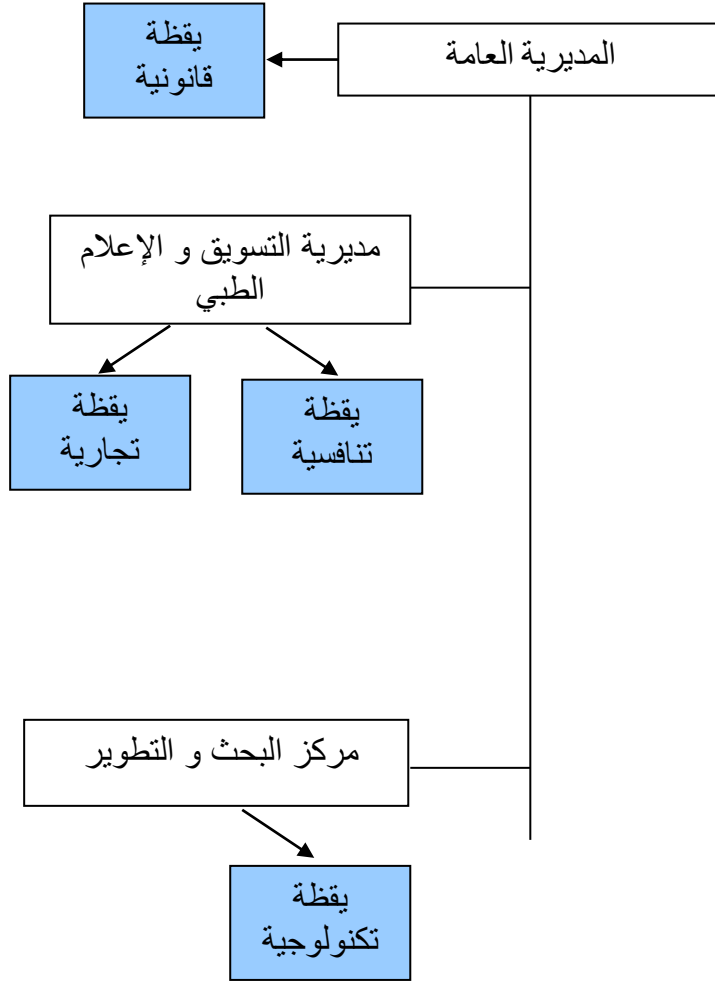 المديرية العامة
يقظة
قانونية
مديرية التسويق و الإعلام
الطبي
يقظة
تنافسية
يقظة
تجارية
مركز البحث و التطوير
يقظة
تكنولوجية